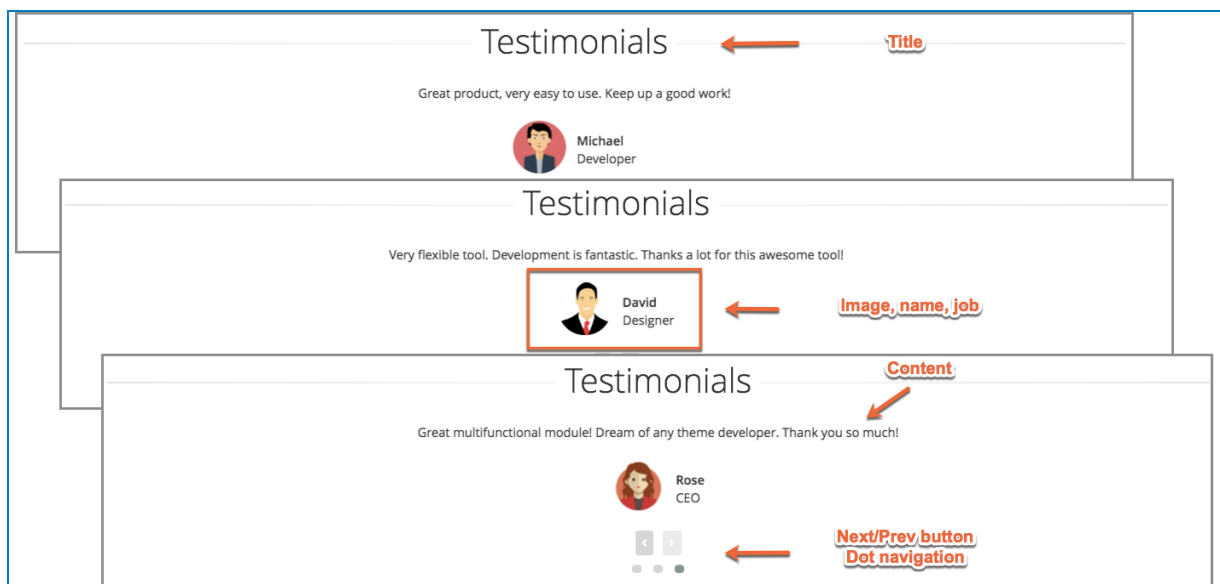 Testimonials
Title
Great product, very easy to use. Keep up a good work!
Michael
Developer
Testimonials
Very flexible tool. Development is fantastic. Thanks a lot for this awesome tool!
David
Designer
Image, name, job
Testimonials
Content
Great multifunctional module! Dream of any theme developer. Thank you so much!
Rose
CEO
Next/Prev button
Dot navigation